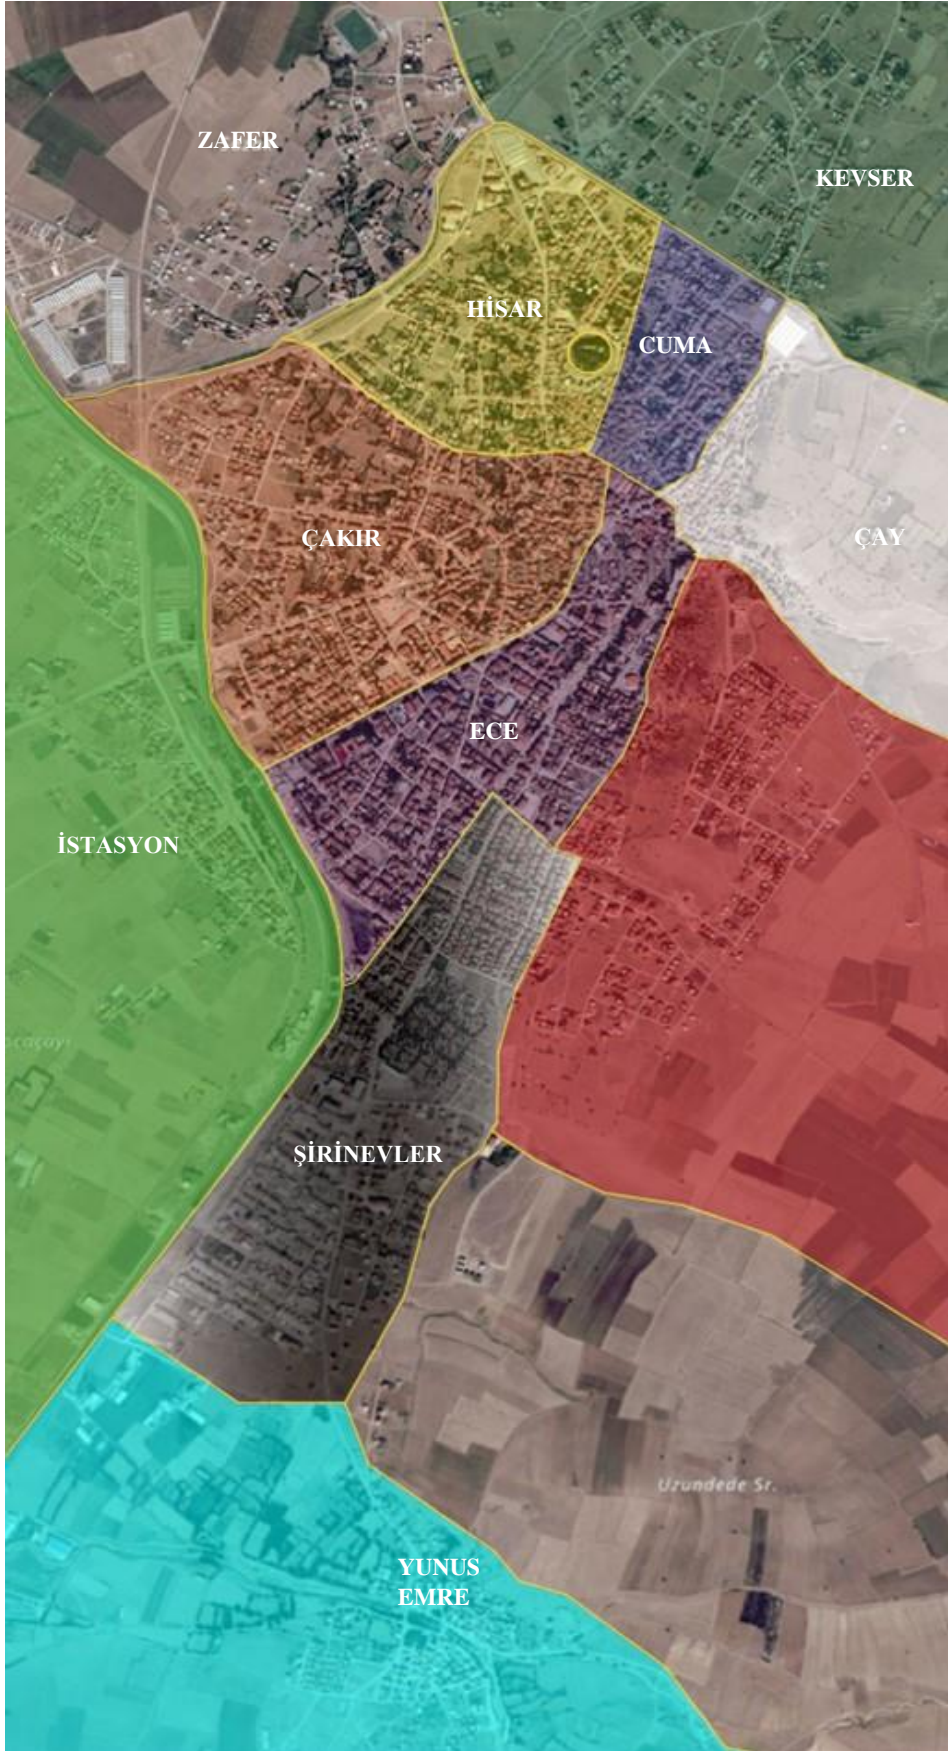 ZAFER
KEVSER
HİSAR
CUMA
ÇAKIR
ÇAY
ECE
İSTASYON
ŞİRİNEVLER
Uzundede Sr.
YUNUS
EMRE